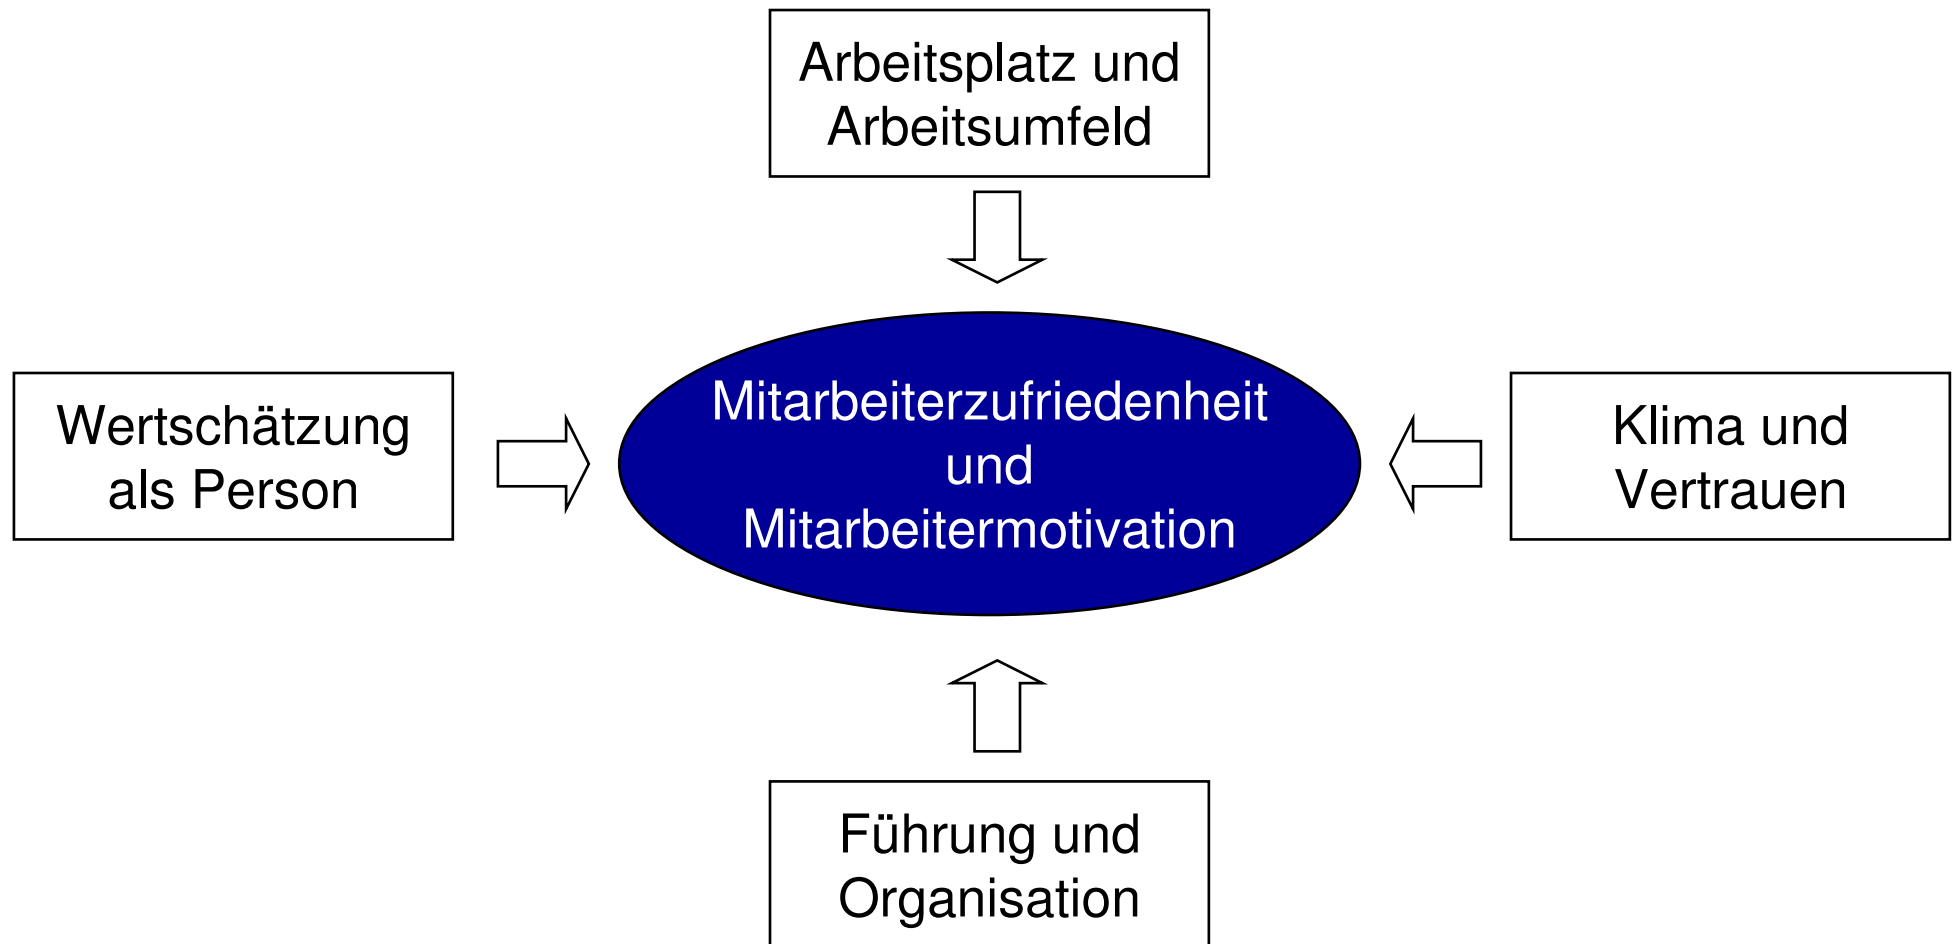 Arbeitsplatz und
Arbeitsumfeld
Wertschätzung
als Person
Mitarbeiterzufriedenheit
und
Mitarbeitermotivation
Klima und
Vertrauen
Führung und
Organisation